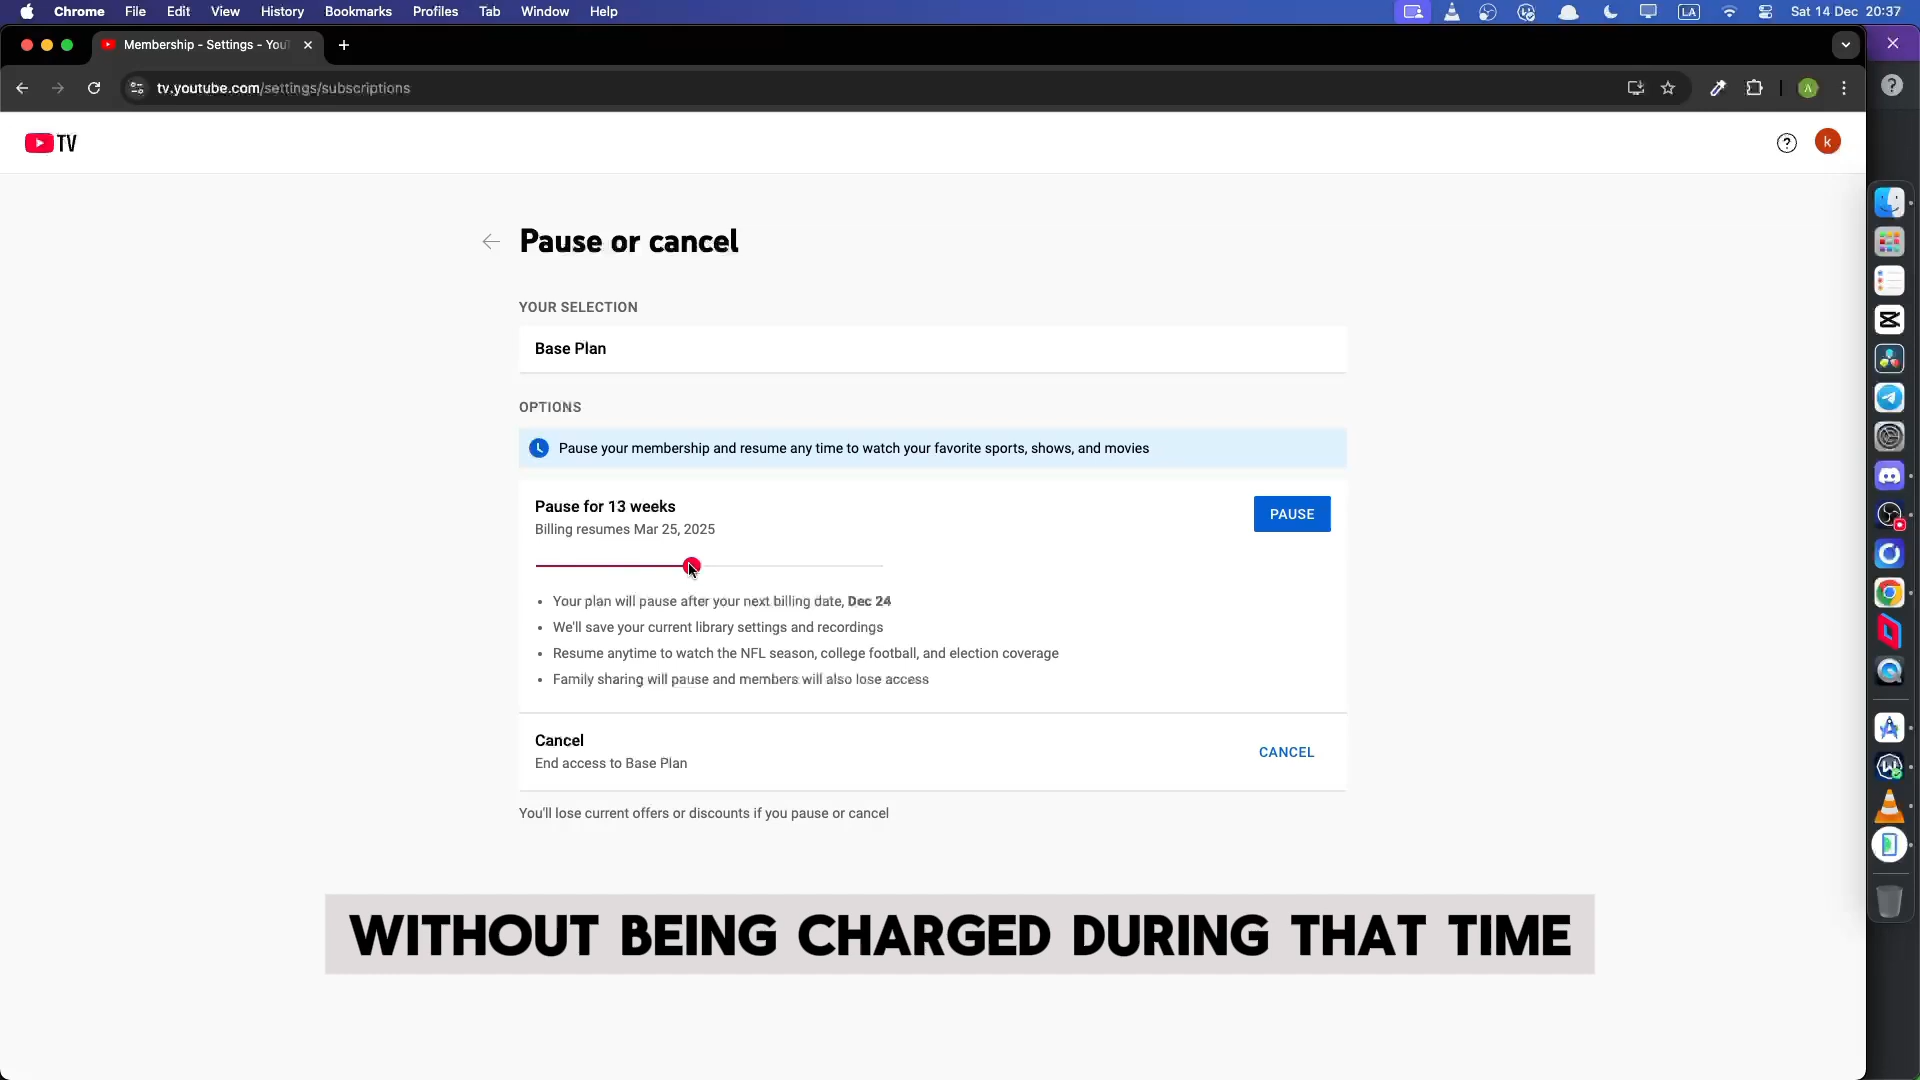 Chrome File Edit View History Bookmarks Profiles Tab Window Help
LA
Sat 14 Dec 20:37
Membership - Settings - You
tv.youtube.com/settings/subscriptions
A
TV
k
Pause or cancel
YOUR SELECTION
Base Plan
OPTIONS
Pause your membership and resume any time to watch your favorite sports, shows, and movies
Pause for 13 weeks
PAUSE
Billing resumes Mar 25, 2025
• Your plan will pause after your next billing date, Dec 24
• We'll save your current library settings and recordings
• Resume anytime to watch the NFL season, college football, and election coverage
• Family sharing will pause and members will also lose access
Cancel
CANCEL
End access to Base Plan
You'll lose current offers or discounts if you pause or cancel
WITHOUT BEING CHARGED DURING THAT TIME